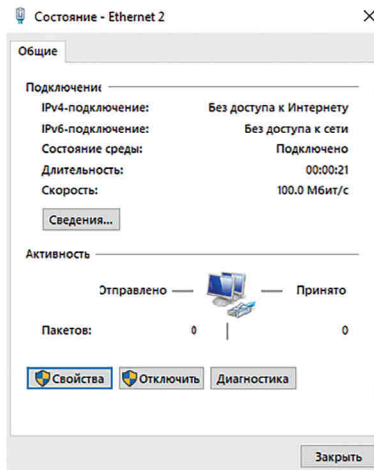 Состояние - Ethernet 2
Общие
Подключение
IPv4-подключение: Без доступа к Интернету
IPv6-подключение: Без доступа к сети
Состояние среды: Подключено
Длительность: 00:00:21
Скорость: 100.0 Мбит/с
Сведения...
Активность
Отправлено — Принято
Пакетов: 0 | 0
Свойства Отключить Диагностика
Закрыть